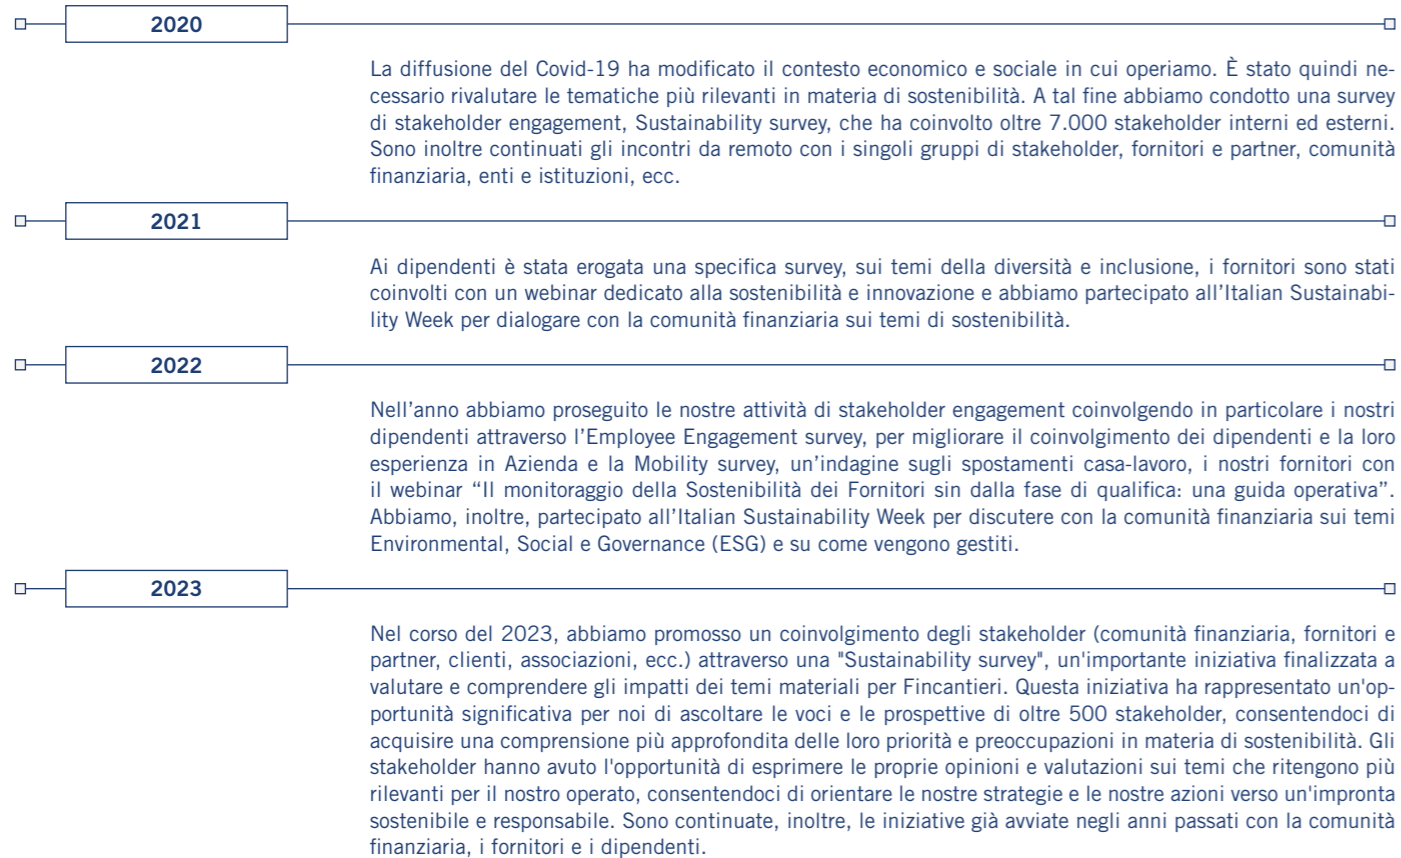 2020
La diffusione del Covid-19 ha modificato il contesto economico e sociale in cui operiamo. È stato quindi ne-
cessario rivalutare le tematiche più rilevanti in materia di sostenibilità. A tal fine abbiamo condotto una survey
di stakeholder engagement, Sustainability survey, che ha coinvolto oltre 7.000 stakeholder interni ed esterni.
Sono inoltre continuati gli incontri da remoto con i singoli gruppi di stakeholder, fornitori e partner, comunità
finanziaria, enti e istituzioni, ecc.
2021
Ai dipendenti è stata erogata una specifica survey, sui temi della diversità e inclusione, i fornitori sono stati
coinvolti con un webinar dedicato alla sostenibilità e innovazione e abbiamo partecipato all’Italian Sustainabi-
lity Week per dialogare con la comunità finanziaria sui temi di sostenibilità.
2022
Nell’anno abbiamo proseguito le nostre attività di stakeholder engagement coinvolgendo in particolare i nostri
dipendenti attraverso l’Employee Engagement survey, per migliorare il coinvolgimento dei dipendenti e la loro
esperienza in Azienda e la Mobility survey, un’indagine sugli spostamenti casa-lavoro, i nostri fornitori con
il webinar “Il monitoraggio della Sostenibilità dei Fornitori sin dalla fase di qualifica: una guida operativa”.
Abbiamo, inoltre, partecipato all’Italian Sustainability Week per discutere con la comunità finanziaria sui temi
Environmental, Social e Governance (ESG) e su come vengono gestiti.
2023
Nel corso del 2023, abbiamo promosso un coinvolgimento degli stakeholder (comunità finanziaria, fornitori e
partner, clienti, associazioni, ecc.) attraverso una "Sustainability survey", un'importante iniziativa finalizzata a
valutare e comprendere gli impatti dei temi materiali per Fincantieri. Questa iniziativa ha rappresentato un'op-
portunità significativa per noi di ascoltare le voci e le prospettive di oltre 500 stakeholder, consentendoci di
acquisire una comprensione più approfondita delle loro priorità e preoccupazioni in materia di sostenibilità. Gli
stakeholder hanno avuto l'opportunità di esprimere le proprie opinioni e valutazioni sui temi che ritengono più
rilevanti per il nostro operato, consentendoci di orientare le nostre strategie e le nostre azioni verso un'impronta
sostenibile e responsabile. Sono continuate, inoltre, le iniziative già avviate negli anni passati con la comunità
finanziaria, i fornitori e i dipendenti.